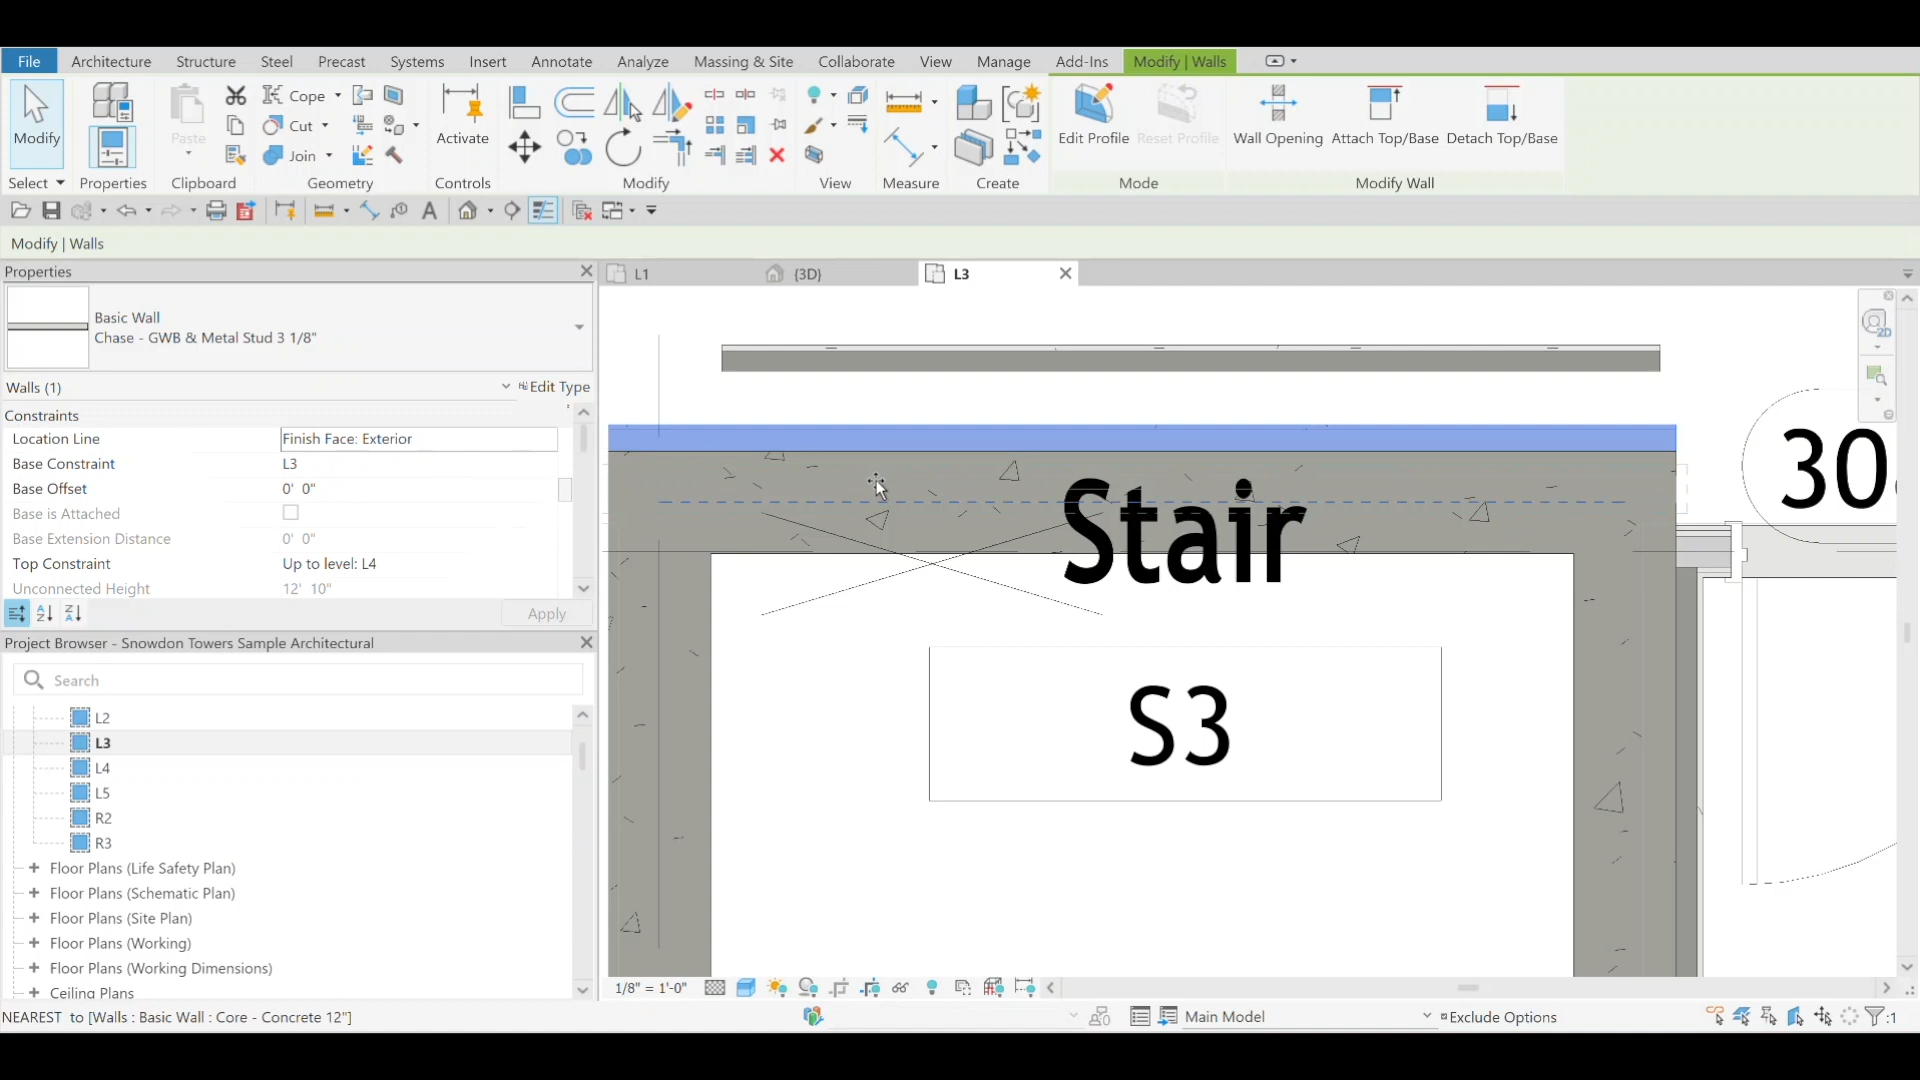 File Architecture Structure Steel Precast Systems Insert Annotate Analyze Massing & Site Collaborate View Manage Add-Ins Modify | Walls
Modify
Paste
Cope
Cut
Join
Activate
Edit Profile Reset Profile
Wall Opening Attach Top/Base Detach Top/Base
Select Properties Clipboard Geometry Controls Modify View Measure Create Mode Modify Wall
A
Modify | Walls
Properties
L1 {3D} L3
Basic Wall
Chase - GWB & Metal Stud 3 1/8"
Walls (1) Edit Type
Constraints
Location Line Finish Face: Exterior
Base Constraint L3
Base Offset 0' 0"
Base is Attached
Base Extension Distance 0' 0"
Top Constraint Up to level: L4
Unconnected Height 12' 10"
Apply
Project Browser - Snowdon Towers Sample Architectural
Search
L2
L3
L4
L5
R2
R3
Floor Plans (Life Safety Plan)
Floor Plans (Schematic Plan)
Floor Plans (Site Plan)
Floor Plans (Working)
Floor Plans (Working Dimensions)
Ceiling Plans
2D
Stair
S3
30
1/8" = 1'-0"
NEAREST to [Walls : Basic Wall : Core - Concrete 12"]
Main Model
Exclude Options
:1